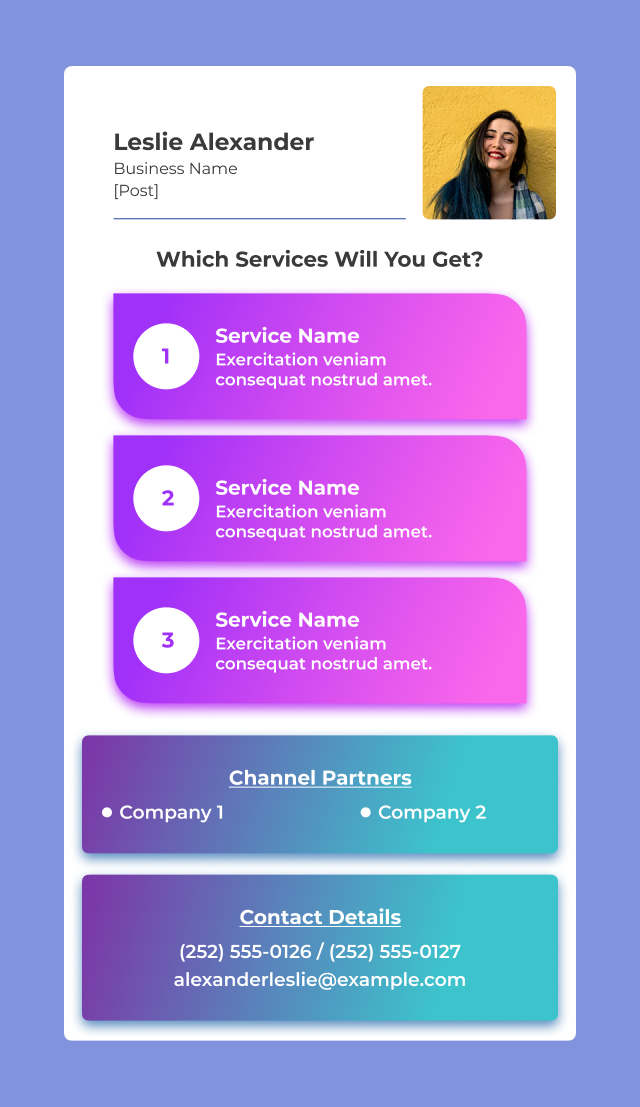 Leslie Alexander
Business Name
[Post]
Which Services Will You Get?
1
Service Name
Exercitation veniam
consequat nostrud amet.
2
Service Name
Exercitation veniam
consequat nostrud amet.
3
Service Name
Exercitation veniam
consequat nostrud amet.
Channel Partners
Company 1
Company 2
Contact Details
(252) 555-0126 / (252) 555-0127
alexanderleslie@example.com